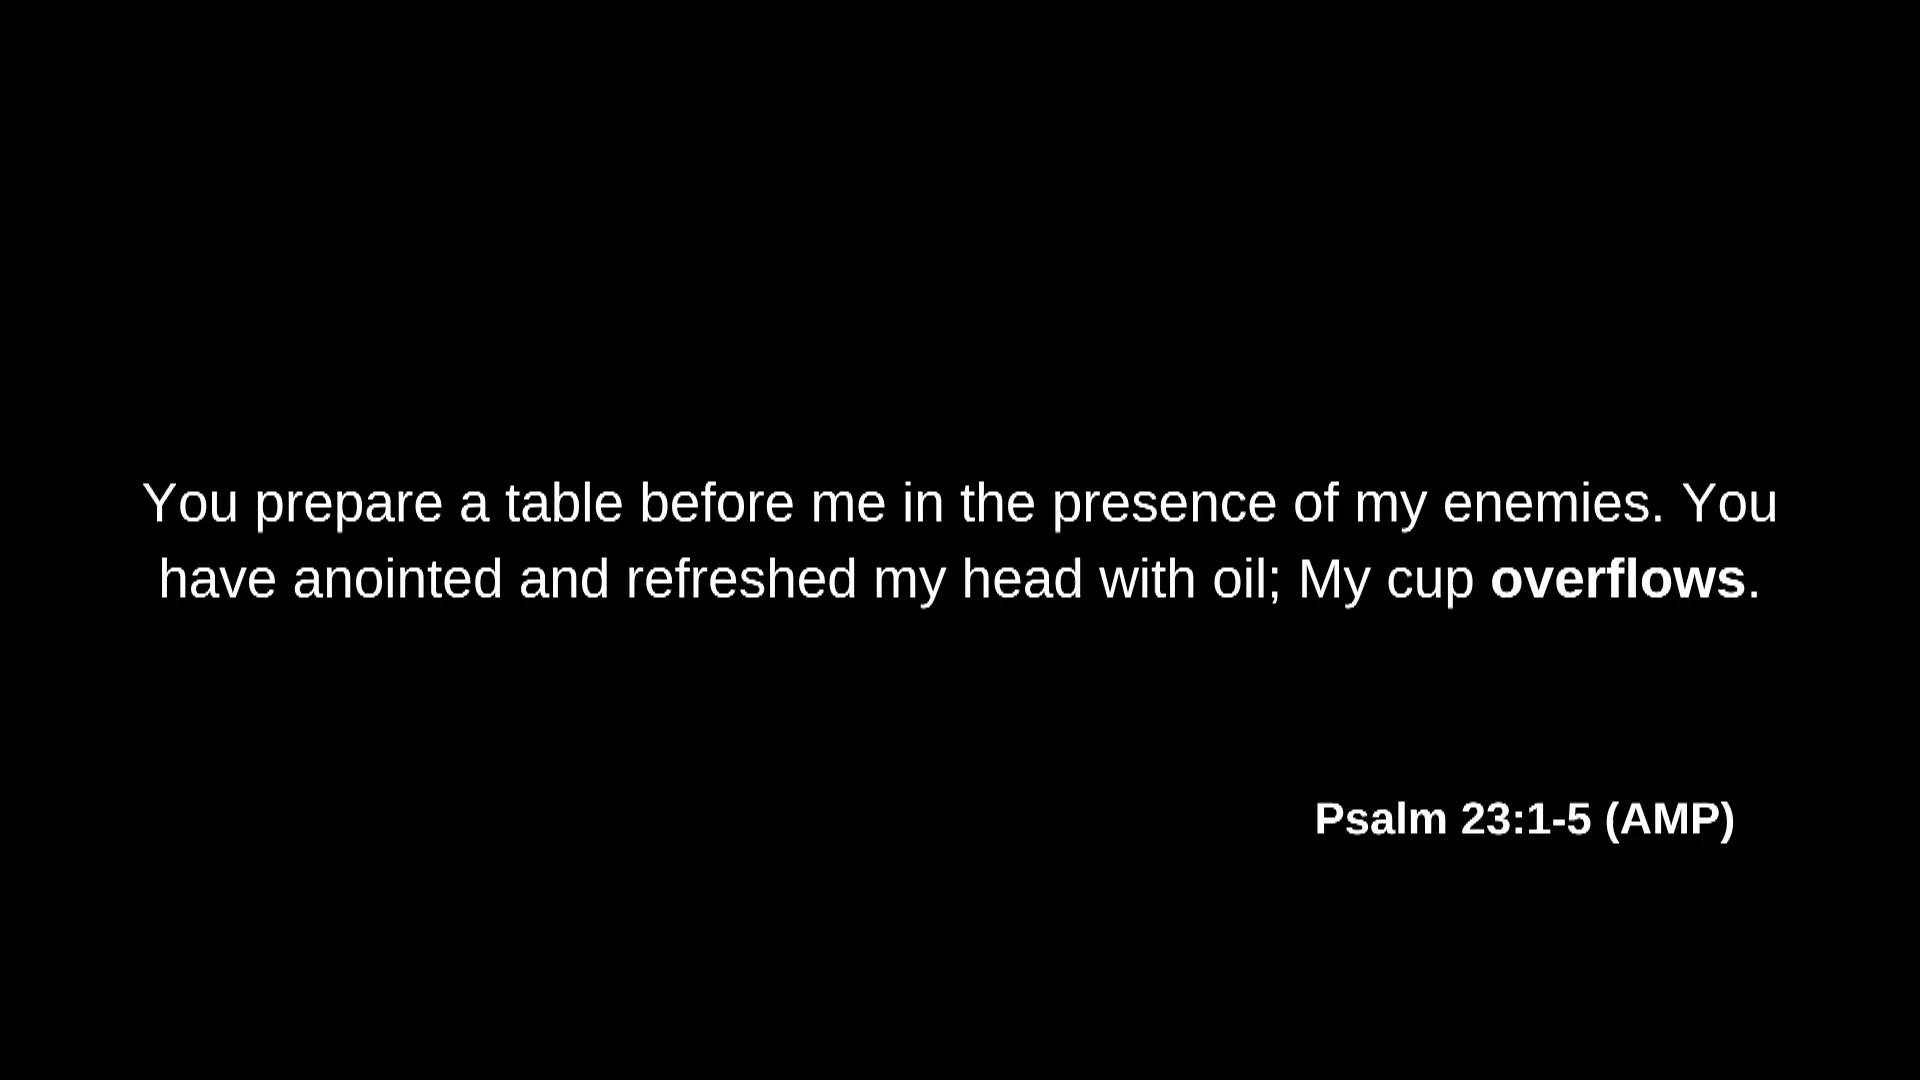 You prepare a table before me in the presence of my enemies. You
have anointed and refreshed my head with oil; My cup overflows.
Psalm 23:1-5 (AMP)